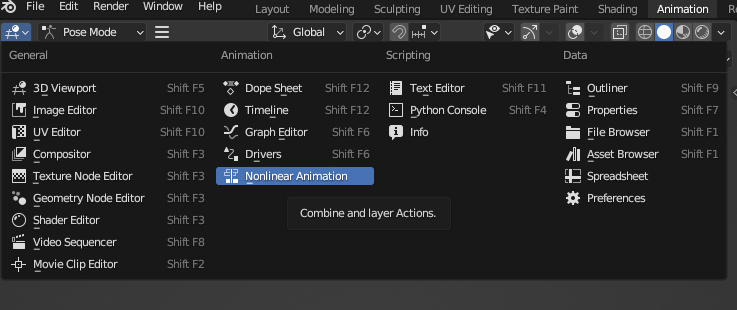 File Edit Render Window Help Layout Modeling Sculpting UV Editing Texture Paint Shading Animation
Pose Mode Global
General Animation Scripting Data
3D Viewport Shift F5 Dope Sheet Shift F12 Text Editor Shift F11 Outliner Shift F9
Image Editor Shift F10 Timeline Shift F12 Python Console Shift F4 Properties Shift F7
UV Editor Shift F10 Graph Editor Shift F6 Info File Browser Shift F1
Compositor Shift F3 Drivers Shift F6 Asset Browser Shift F1
Texture Node Editor Shift F3 Nonlinear Animation Spreadsheet
Geometry Node Editor Shift F3 Preferences
Shader Editor Shift F3 Combine and layer Actions.
Video Sequencer Shift F8
Movie Clip Editor Shift F2